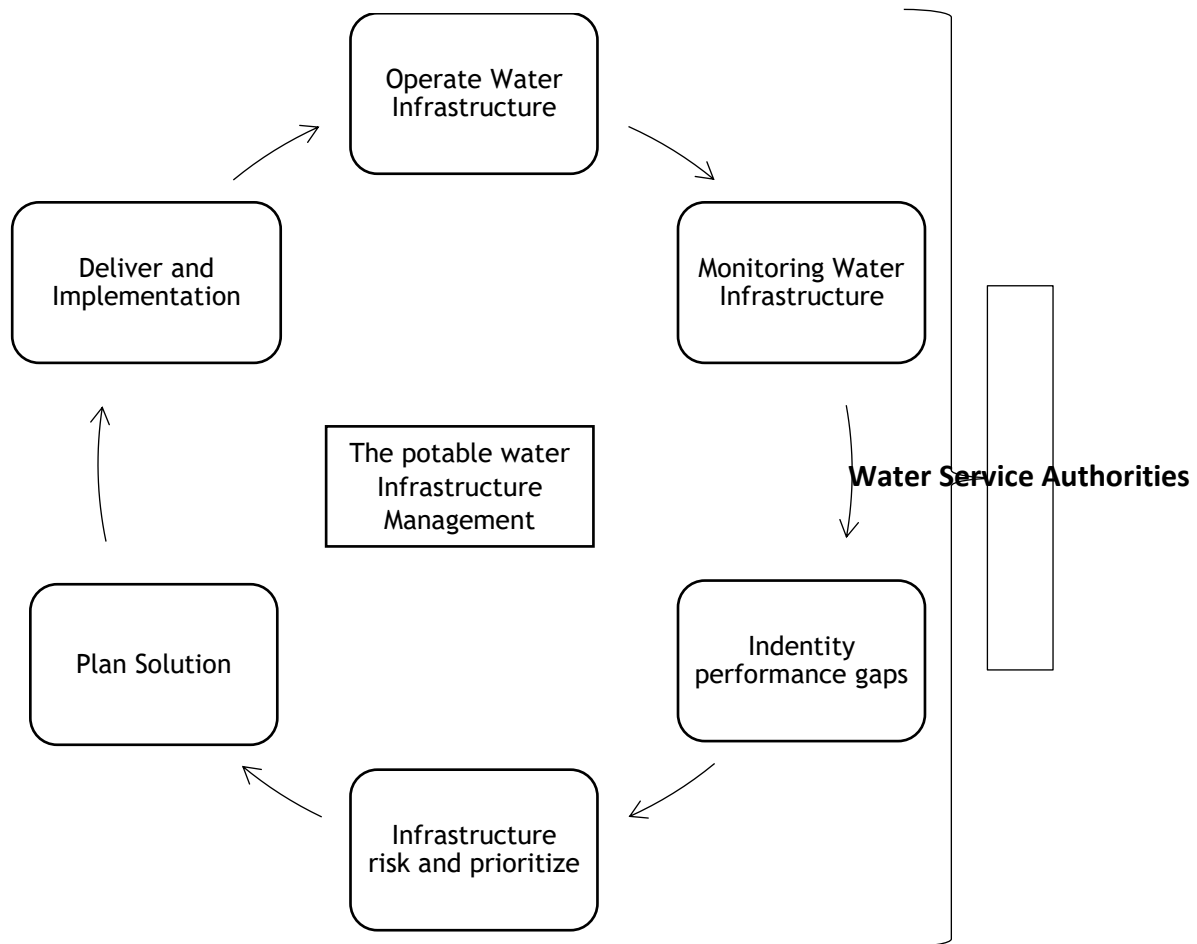 Operate Water
Infrastructure
Deliver and
Implementation
Monitoring Water
Infrastructure
The potable water
Infrastructure
Management
Water Service Authorities
Plan Solution
Indentity
performance gaps
Infrastructure
risk and prioritize